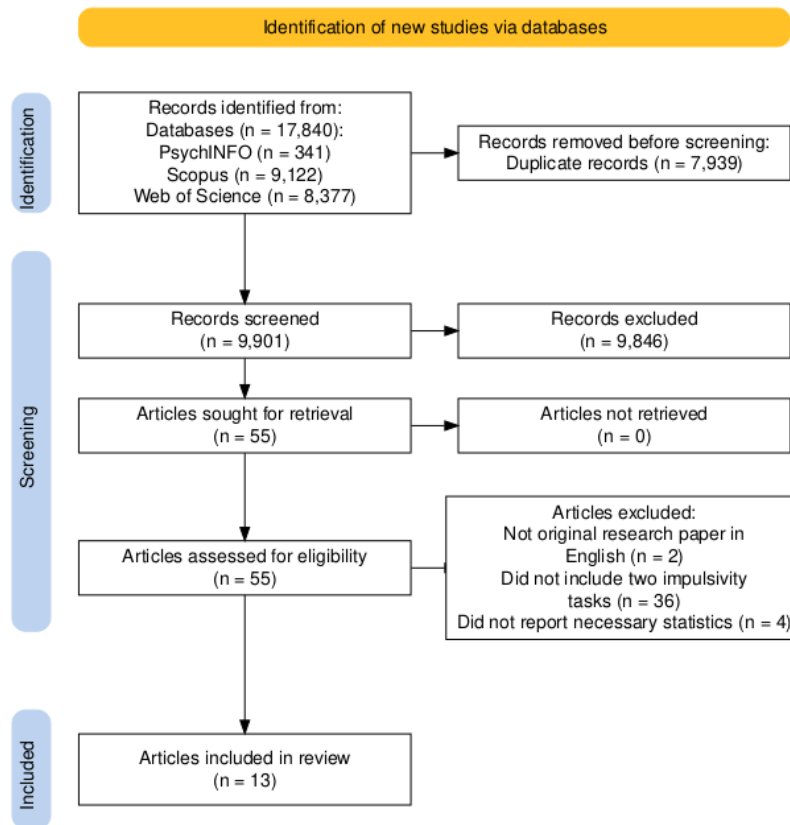 Identification of new studies via databases
Identification
Records identified from:
Databases (n = 17,840):
PsychINFO (n = 341)
Scopus (n = 9,122)
Web of Science (n = 8,377)
Records removed before screening:
Duplicate records (n = 7,939)
Screening
Records screened
(n = 9,901)
Records excluded
(n = 9,846)
Articles sought for retrieval
(n = 55)
Articles not retrieved
(n = 0)
Articles assessed for eligibility
(n = 55)
Articles excluded:
Not original research paper in
English (n = 2)
Did not include two impulsivity
tasks (n = 36)
Did not report necessary statistics (n = 4)
Included
Articles included in review
(n = 13)